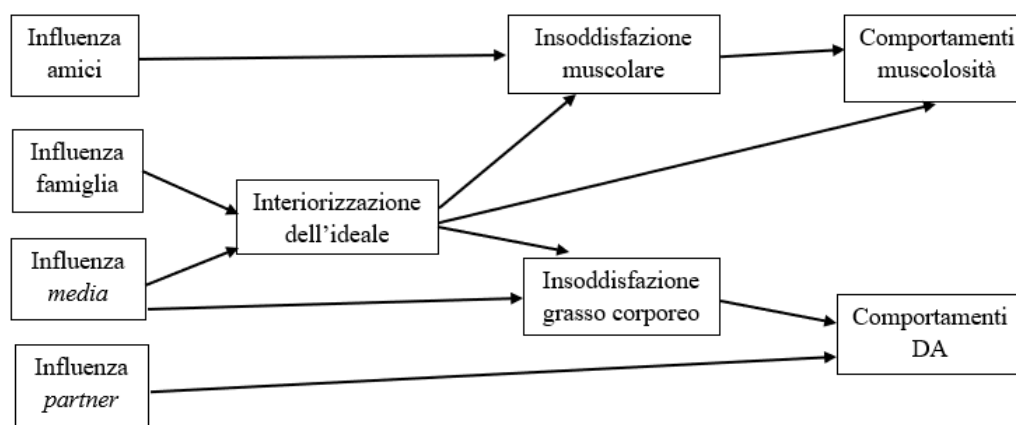 Influenza
amici
Insoddisfazione
muscolare
Comportamenti
muscolosità
Influenza
famiglia
Interiorizzazione
dell’ideale
Influenza
media
Insoddisfazione
grasso corporeo
Comportamenti
DA
Influenza
partner